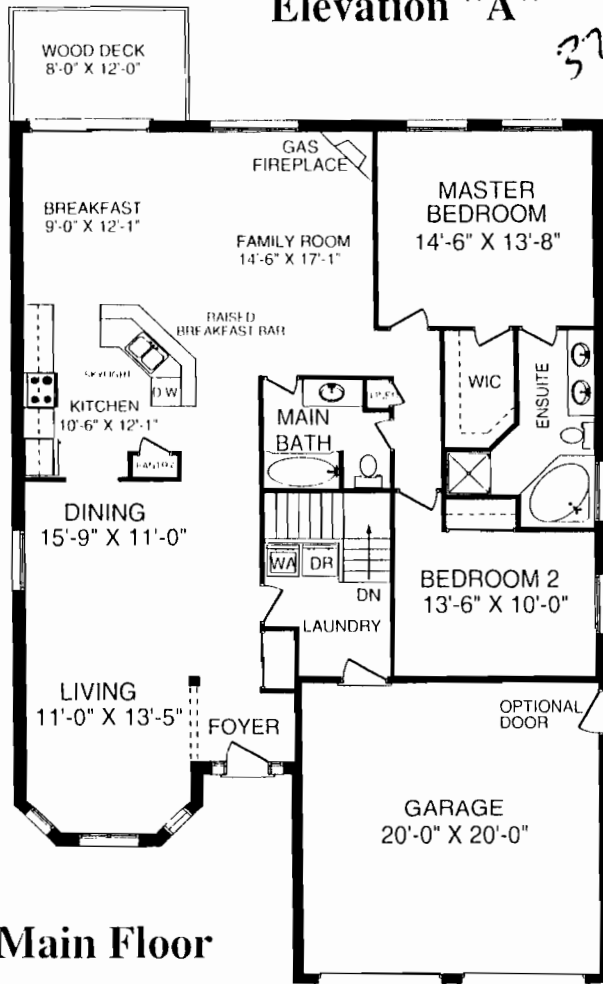 Elevation "A"
WOOD DECK
8'-0" X 12'-0"
GAS
FIREPLACE
MASTER
BEDROOM
14'-6" X 13'-8"
BREAKFAST
9'-0" X 12'-1"
FAMILY ROOM
14'-6" X 17'-1"
RAISED
BREAKFAST BAR
SKYLIGHT
D W
KITCHEN
10'-6" X 12'-1"
PANTRY
MAIN
BATH
LINEN
WIC
ENSUITE
DINING
15'-9" X 11'-0"
WA
DR
DN
LAUNDRY
BEDROOM 2
13'-6" X 10'-0"
LIVING
11'-0" X 13'-5"
FOYER
OPTIONAL
DOOR
GARAGE
20'-0" X 20'-0"
Main Floor